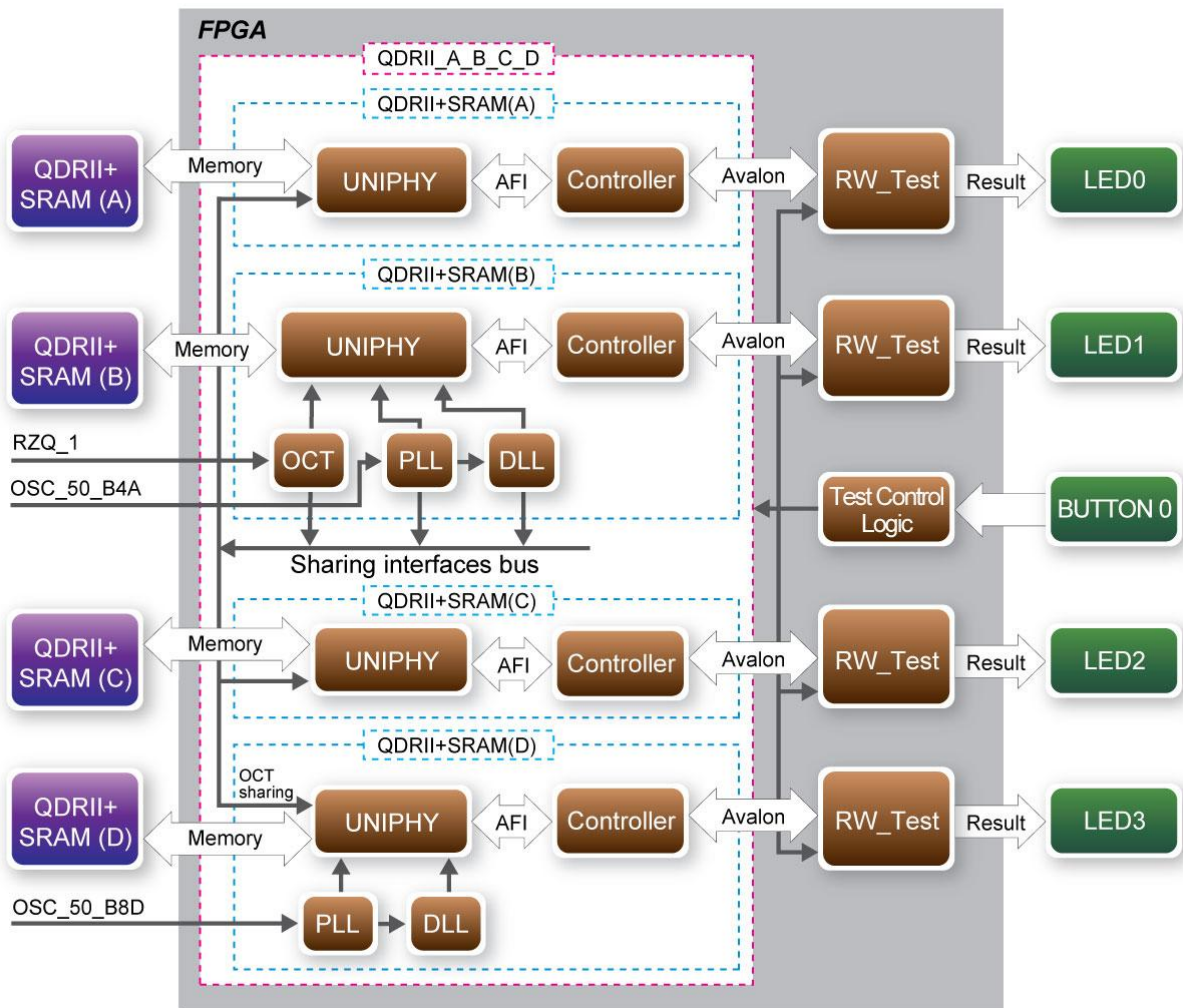 FPGA
QDRII_A_B_C_D
QDRII+SRAM(A)
QDRII+
SRAM (A)
Memory
UNIPHY
AFI
Controller
Avalon
RW_Test
Result
LED0
QDRII+SRAM(B)
QDRII+
SRAM (B)
Memory
UNIPHY
AFI
Controller
Avalon
RW_Test
Result
LED1
RZQ_1
OCT
PLL
DLL
OSC_50_B4A
Test Control
Logic
BUTTON 0
Sharing interfaces bus
QDRII+SRAM(C)
QDRII+
SRAM (C)
Memory
UNIPHY
AFI
Controller
Avalon
RW_Test
Result
LED2
QDRII+SRAM(D)
OCT
sharing
QDRII+
SRAM (D)
Memory
UNIPHY
AFI
Controller
Avalon
RW_Test
Result
LED3
OSC_50_B8D
PLL
DLL